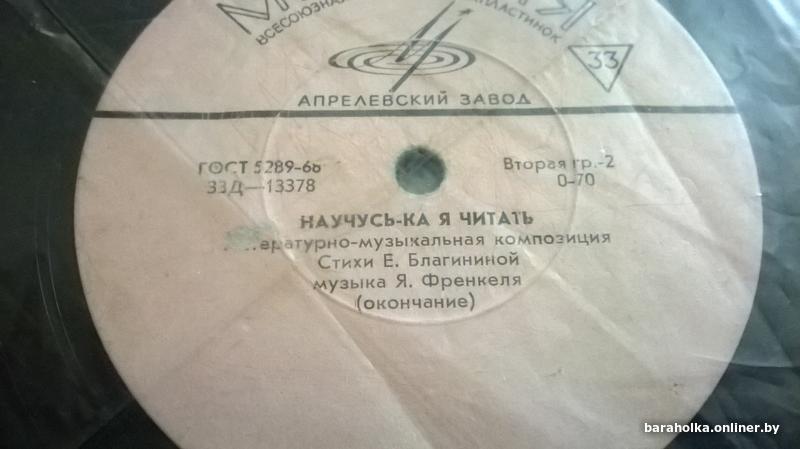 ВСЕСОЮЗНАЯ
ПЛАСТИНОК
33
АПРЕЛЕВСКИЙ ЗАВОД
ГОСТ 5289-68
33Д—13378
Вторая гр.-2
0-70
НАУЧУСЬ-КА Я ЧИТАТЬ
ературно-музыкальная композиция
Стихи Е. Благининой
музыка Я. Френкеля
(окончание)
baraholka.onliner.by